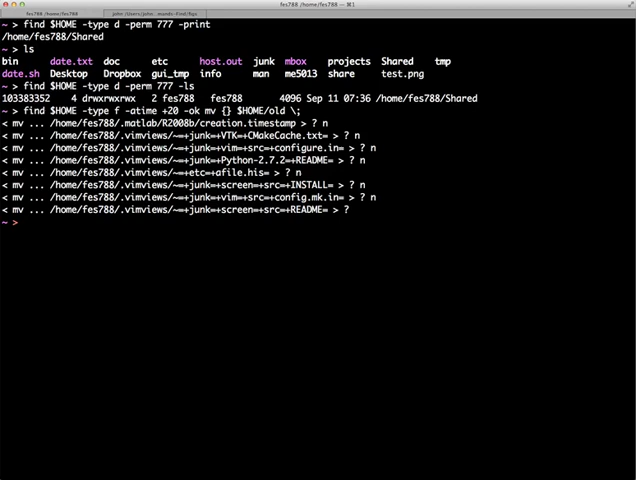 fes788 /home/fes788 — ⌘1
fes788 /home/fes788
~ > find $HOME -type d -perm 777 -print
/home/fes788/Shared
~ > ls
bin date.txt doc etc host.out junk mbox projects Shared tmp
date.sh Desktop Dropbox gui_tmp info man me5013 share test.png
~ > find $HOME -type d -perm 777 -ls
103383352 4 drwxrwxrwx 2 fes788 fes788 4096 Sep 11 07:36 /home/fes788/Shared
~ > find $HOME -type f -atime +20 -ok mv {} $HOME/old \;
< mv ... /home/fes788/.matlab/R2008b/creation.timestamp > ? n
< mv ... /home/fes788/.vimviews/~=+junk=+VTK=+CMakeCache.txt= > ? n
< mv ... /home/fes788/.vimviews/~=+junk=+vim=+src=+configure.in= > ? n
< mv ... /home/fes788/.vimviews/~=+junk=+Python-2.7.2=+README= > ? n
< mv ... /home/fes788/.vimviews/~=+etc=+afile.his= > ? n
< mv ... /home/fes788/.vimviews/~=+junk=+screen=+src=+INSTALL= > ? n
< mv ... /home/fes788/.vimviews/~=+junk=+vim=+src=+config.mk.in= > ? n
< mv ... /home/fes788/.vimviews/~=+junk=+screen=+src=+README= > ?
~ >